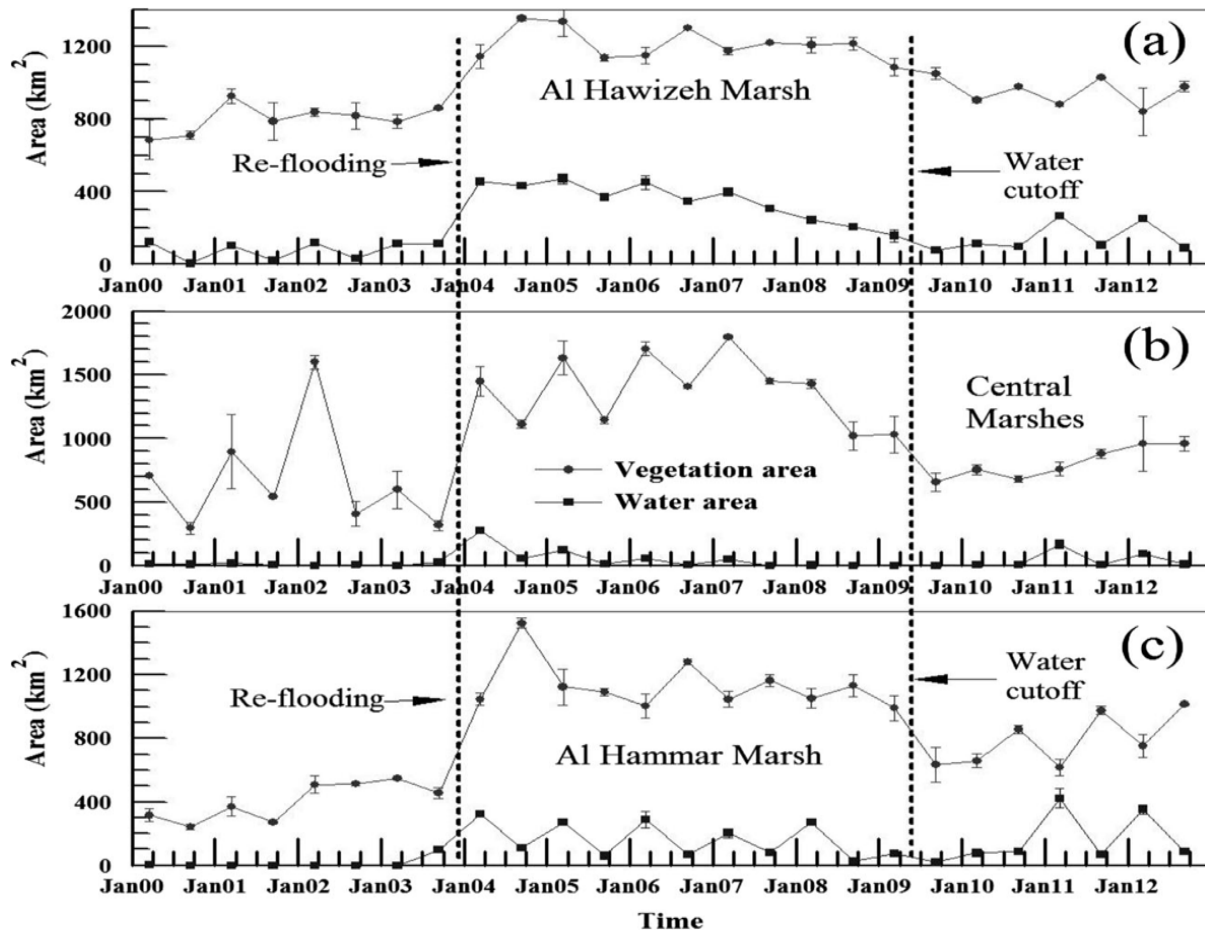 (a)
1200
Al Hawizeh Marsh
800
Area (km²)
Re-flooding
Water
cutoff
400
0
Jan00 Jan01 Jan02 Jan03 Jan04 Jan05 Jan06 Jan07 Jan08 Jan09 Jan10 Jan11 Jan12
2000
(b)
1500
Central
Marshes
Area (km²)
1000
Vegetation area
500
Water area
0
Jan00 Jan01 Jan02 Jan03 Jan04 Jan05 Jan06 Jan07 Jan08 Jan09 Jan10 Jan11 Jan12
1600
(c)
1200
Re-flooding
Water
cutoff
Area (km²)
800
Al Hammar Marsh
400
0
Jan00 Jan01 Jan02 Jan03 Jan04 Jan05 Jan06 Jan07 Jan08 Jan09 Jan10 Jan11 Jan12
Time